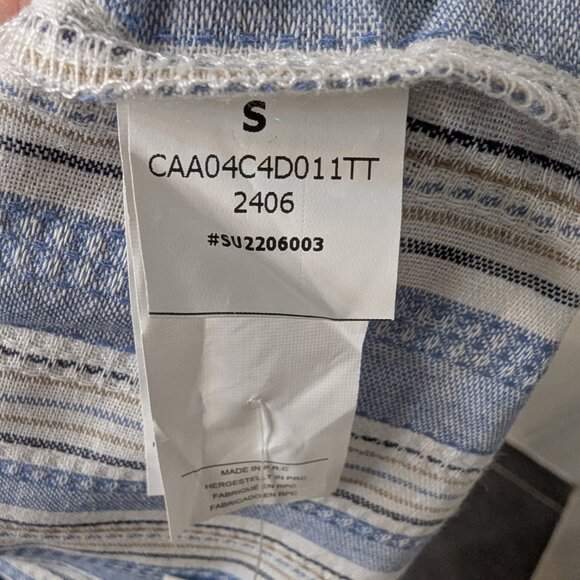 S
CAA04C4D011TT
2406
#SU2206003
MADE IN P.R.C
HERGESTELLT IN PRC
FABRIQUE EN RPC
FABRICADO EN RPC